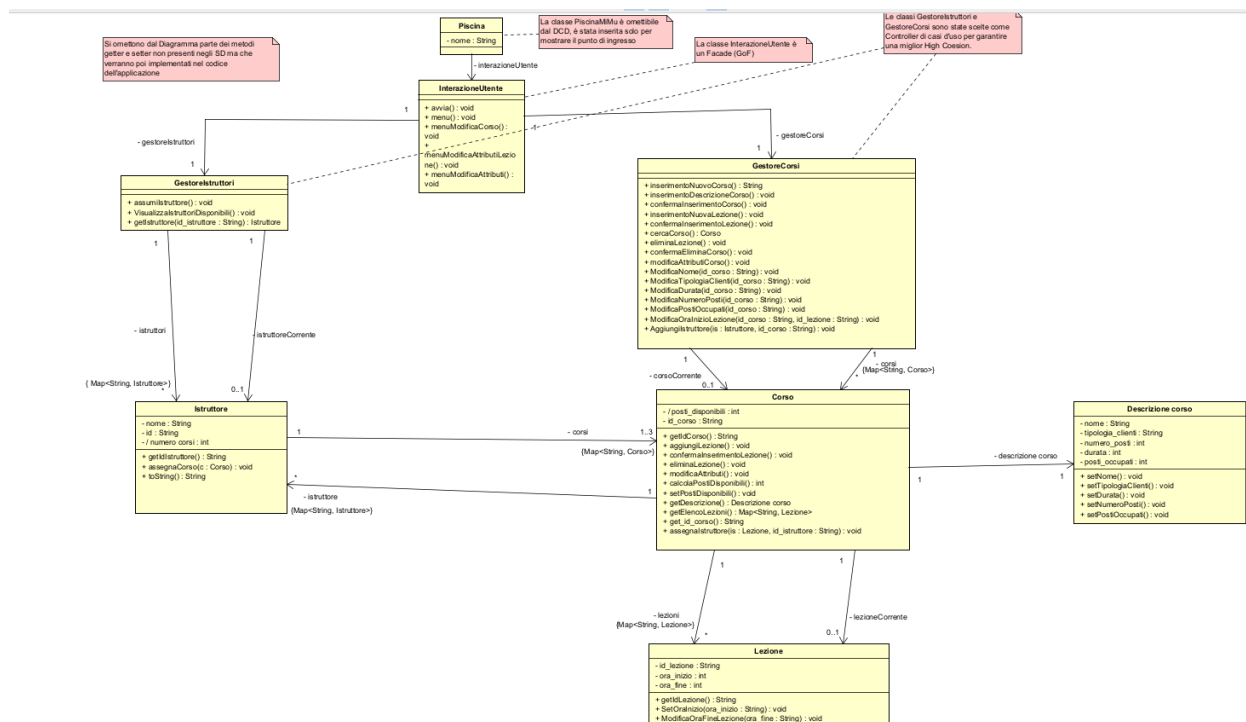 Si omettono dal Diagramma parte dei metodi
getter e setter non presenti negli SD ma che
verranno poi implementati nel codice
dell'applicazione
Piscina
- nome : String
La classe PiscinaMiMu è omettibile
dal DCD, è stata inserita solo per
mostrare il punto di ingresso
La classe InterazioneUtente è
un Facade (GoF)
Le classi GestoreIstruttori e
GestoreCorsi sono state scelte come
Controller di casi d'uso per garantire
una miglior High Coesion.
- interazioneUtente
InterazioneUtente
+ avvia() : void
+ menu() : void
+ menuModificaCorso() :
void
+
menuModificaAttributiLezio
ne() : void
+ menuModificaAttributi() :
void
1
- gestoreIstruttori
1
1
- gestoreCorsi
1
GestoreIstruttori
+ assumiIstruttore() : void
+ VisualizzaIstruttoriDisponibili() : void
+ getIstruttore(id_istruttore : String) : Istruttore
GestoreCorsi
+ inserimentoNuovoCorso() : String
+ inserimentoDescrizioneCorso() : void
+ confermaInserimentoCorso() : void
+ inserimentoNuovaLezione() : void
+ confermaInserimentoLezione() : void
+ cercaCorso() : Corso
+ eliminaLezione() : void
+ confermaEliminaCorso() : void
+ modificaAttributiCorso() : void
+ ModificaNome(id_corso : String) : void
+ ModificaTipologiaClienti(id_corso : String) : void
+ ModificaDurata(id_corso : String) : void
+ ModificaNumeroPosti(id_corso : String) : void
+ ModificaPostiOccupati(id_corso : String) : void
+ ModificaOraInizioLezione(id_corso : String, id_lezione : String) : void
+ AggiungiIstruttore(is : Istruttore, id_corso : String) : void
1
1
- istruttori
- istruttoreCorrente
{ Map<String, Istruttore>}
*
0..1
1
- corsoCorrente
0..1
1
- corsi
{Map<String, Corso>}
*
Istruttore
- nome : String
- id : String
- / numero corsi : int
+ getIdIstruttore() : String
+ assegnaCorso(c : Corso) : void
+ toString() : String
1
- corsi
1..3
{Map<String, Corso>}
*
- istruttore
{Map<String, Istruttore>}
1
Corso
- / posti_disponibili : int
- id_corso : String
+ getIdCorso() : String
+ aggiungiLezione() : void
+ confermaInserimentoLezione() : void
+ eliminaLezione() : void
+ modificaAttributi() : void
+ calcolaPostiDisponibili() : int
+ setPostiDisponibili() : void
+ getDescrizione() : Descrizione corso
+ getElencoLezioni() : Map<String, Lezione>
+ get_id_corso() : String
+ assegnaIstruttore(is : Lezione, id_istruttore : String) : void
- descrizione corso
1
1
Descrizione corso
- nome : String
- tipologia_clienti : String
- numero_posti : int
- durata : int
- posti_occupati : int
+ setNome() : void
+ setTipologiaClienti() : void
+ setDurata() : void
+ setNumeroPosti() : void
+ setPostiOccupati() : void
1
1
- lezioni
{Map<String, Lezione>}
*
- lezioneCorrente
0..1
Lezione
- id_lezione : String
- ora_inizio : int
- ora_fine : int
+ getIdLezione() : String
+ SetOraInizio(ora_inizio : String) : void
+ ModificaOraFineLezione(ora_fine : String) : void